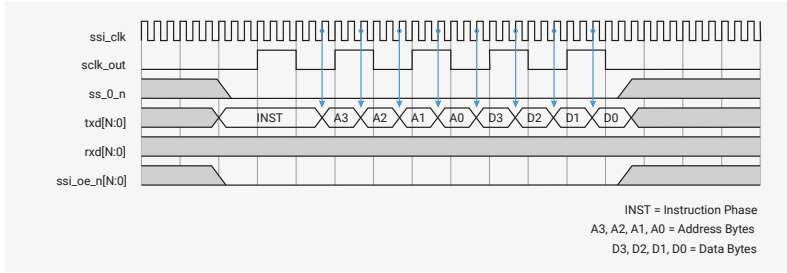 ssi_clk
sclk_out
ss_0_n
txd[N:0] INST A3 A2 A1 A0 D3 D2 D1 D0
rxd[N:0]
ssi_oe_n[N:0]
INST = Instruction Phase
A3, A2, A1, A0 = Address Bytes
D3, D2, D1, D0 = Data Bytes